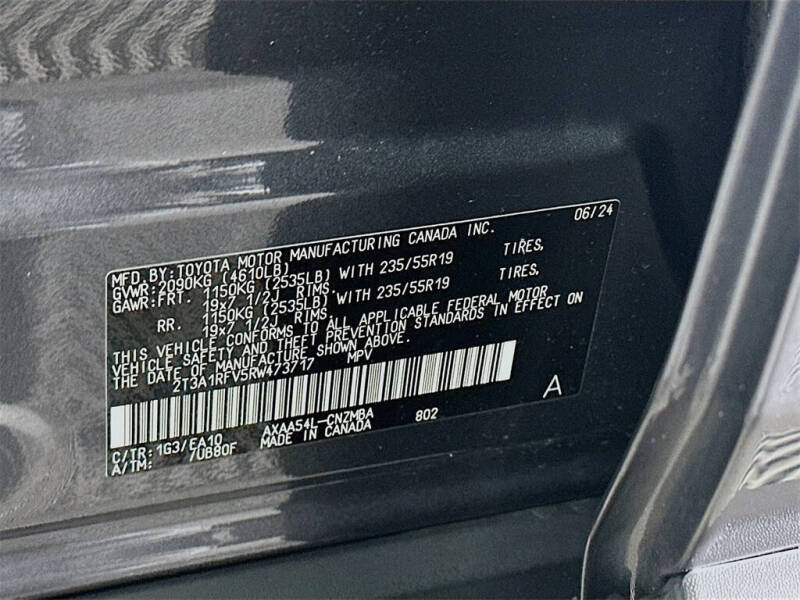 06/24
MFD.BY:TOYOTA MOTOR MANUFACTURING CANADA INC.
GVWR:2090KG (4610LB)
GAWR:FRT. 1150KG (2535LB) WITH 235/55R19 TIRES,
19x7 1/2J RIMS.
RR. 1150KG (2535LB) WITH 235/55R19 TIRES,
19x7 1/2J RIMS.
THIS VEHICLE CONFORMS TO ALL APPLICABLE FEDERAL MOTOR
VEHICLE SAFETY AND THEFT PREVENTION STANDARDS IN EFFECT ON
THE DATE OF MANUFACTURE SHOWN ABOVE.
2T3A1RFV5RW473717 MPV
A
C/TR:1G3/EA10 AXAA54L-CNZMBA 802
A/TM: 7UB80F MADE IN CANADA